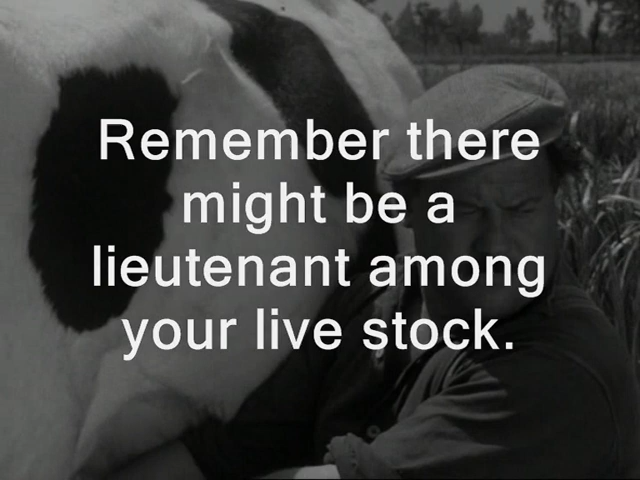 Remember there
might be a
lieutenant among
your live stock.